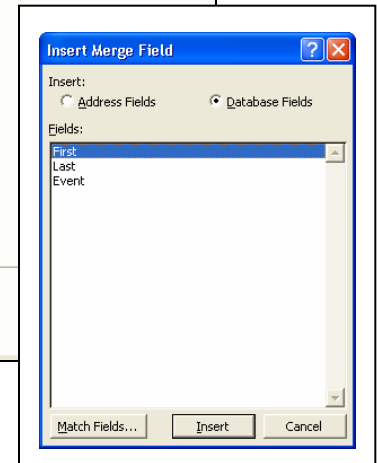 Insert Merge Field
Insert:
Address Fields Database Fields
Fields:
First
Last
Event
Match Fields... Insert Cancel